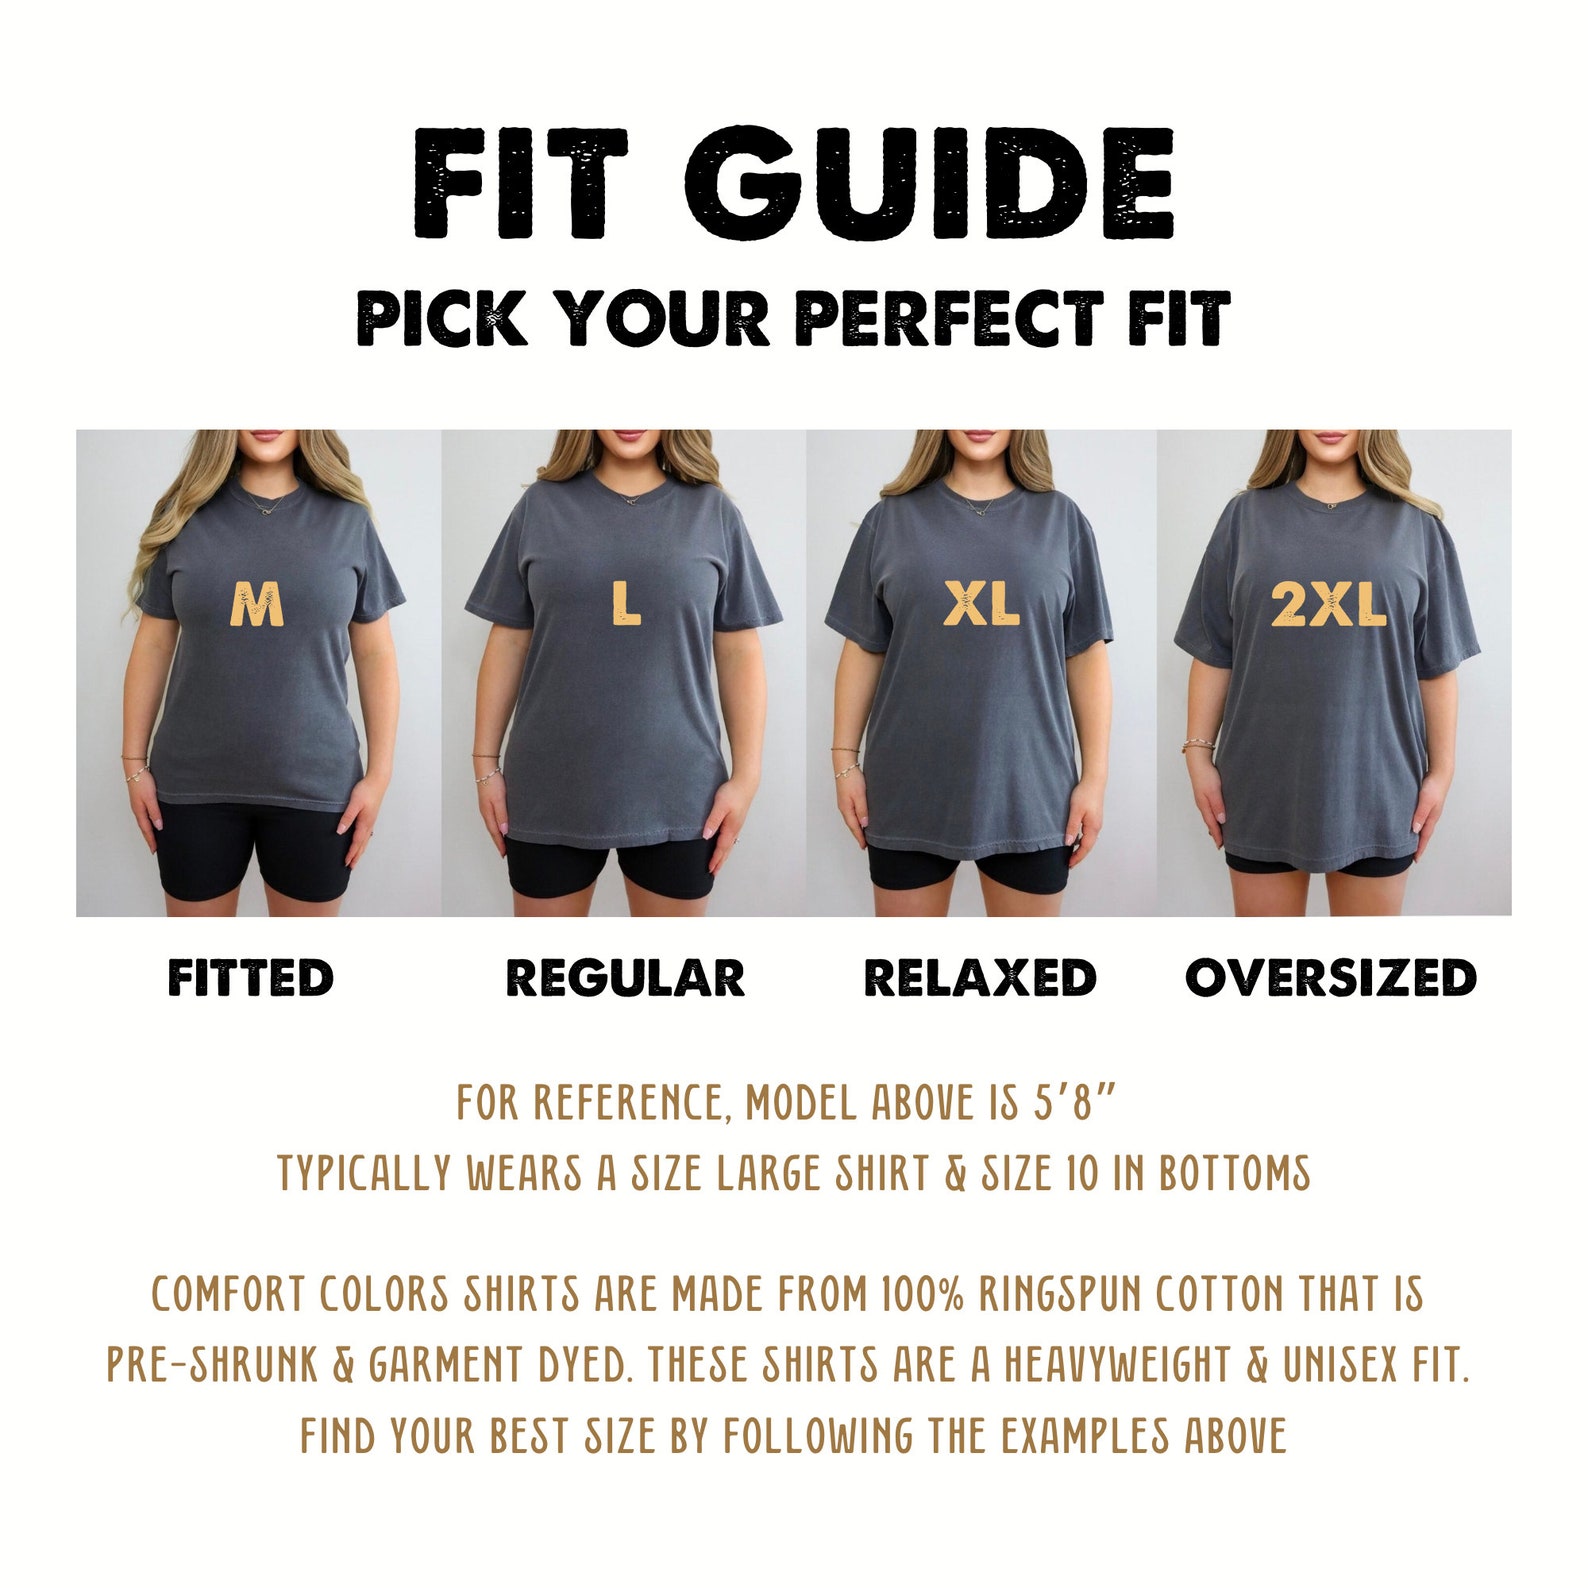 FIT GUIDE
PICK YOUR PERFECT FIT
M
L
XL
2XL
FITTED
REGULAR
RELAXED
OVERSIZED
FOR REFERENCE, MODEL ABOVE IS 5'8"
TYPICALLY WEARS A SIZE LARGE SHIRT & SIZE 10 IN BOTTOMS
COMFORT COLORS SHIRTS ARE MADE FROM 100% RINGSPUN COTTON THAT IS
PRE-SHRUNK & GARMENT DYED. THESE SHIRTS ARE A HEAVYWEIGHT & UNISEX FIT.
FIND YOUR BEST SIZE BY FOLLOWING THE EXAMPLES ABOVE